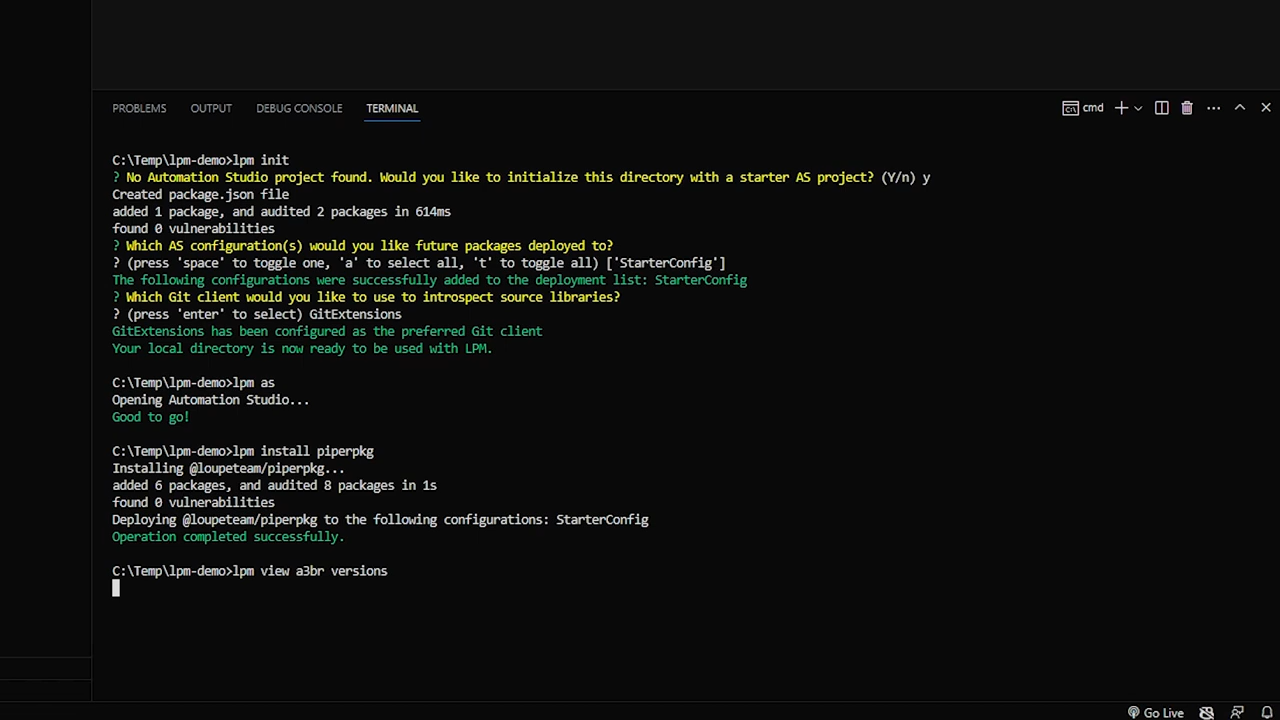 PROBLEMS OUTPUT DEBUG CONSOLE TERMINAL cmd
C:\Temp\lpm-demo>lpm init
? No Automation Studio project found. Would you like to initialize this directory with a starter AS project? (Y/n) y
Created package.json file
added 1 package, and audited 2 packages in 614ms
found 0 vulnerabilities
? Which AS configuration(s) would you like future packages deployed to?
? (press 'space' to toggle one, 'a' to select all, 't' to toggle all) ['StarterConfig']
The following configurations were successfully added to the deployment list: StarterConfig
? Which Git client would you like to use to introspect source libraries?
? (press 'enter' to select) GitExtensions
GitExtensions has been configured as the preferred Git client
Your local directory is now ready to be used with LPM.
C:\Temp\lpm-demo>lpm as
Opening Automation Studio...
Good to go!
C:\Temp\lpm-demo>lpm install piperpkg
Installing @loupeteam/piperpkg...
added 6 packages, and audited 8 packages in 1s
found 0 vulnerabilities
Deploying @loupeteam/piperpkg to the following configurations: StarterConfig
Operation completed successfully.
C:\Temp\lpm-demo>lpm view a3br versions
Go Live